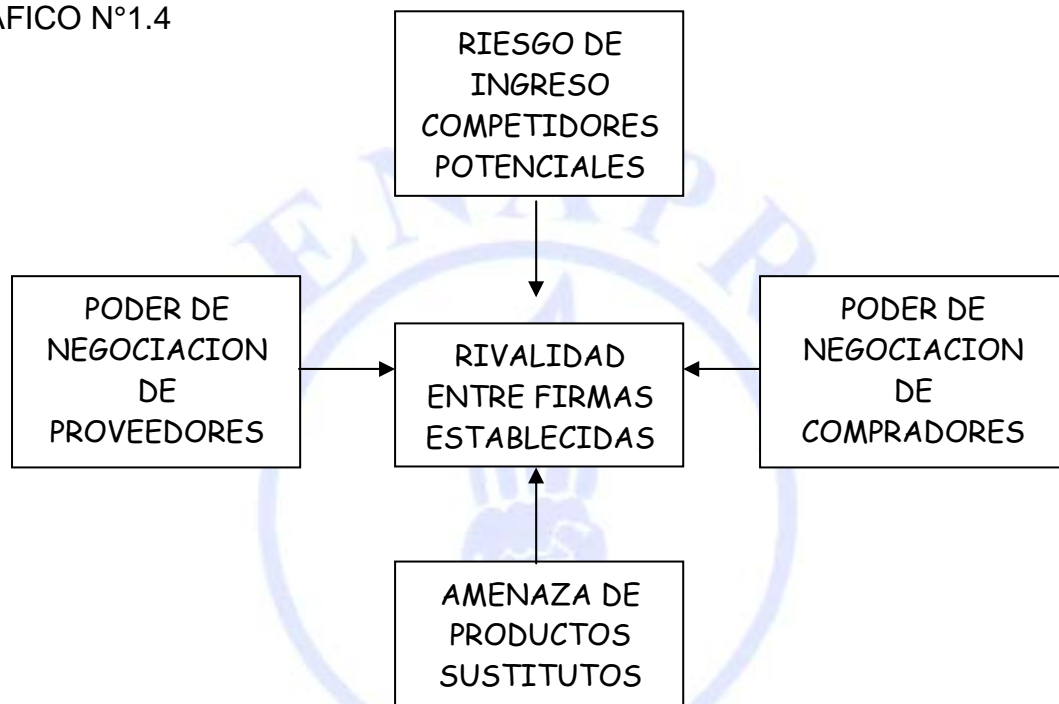 AFICO N°1.4
RIESGO DE
INGRESO
COMPETIDORES
POTENCIALES
PODER DE
NEGOCIACION
DE
PROVEEDORES
RIVALIDAD
ENTRE FIRMAS
ESTABLECIDAS
PODER DE
NEGOCIACION
DE
COMPRADORES
AMENAZA DE
PRODUCTOS
SUSTITUTOS
ENAPR